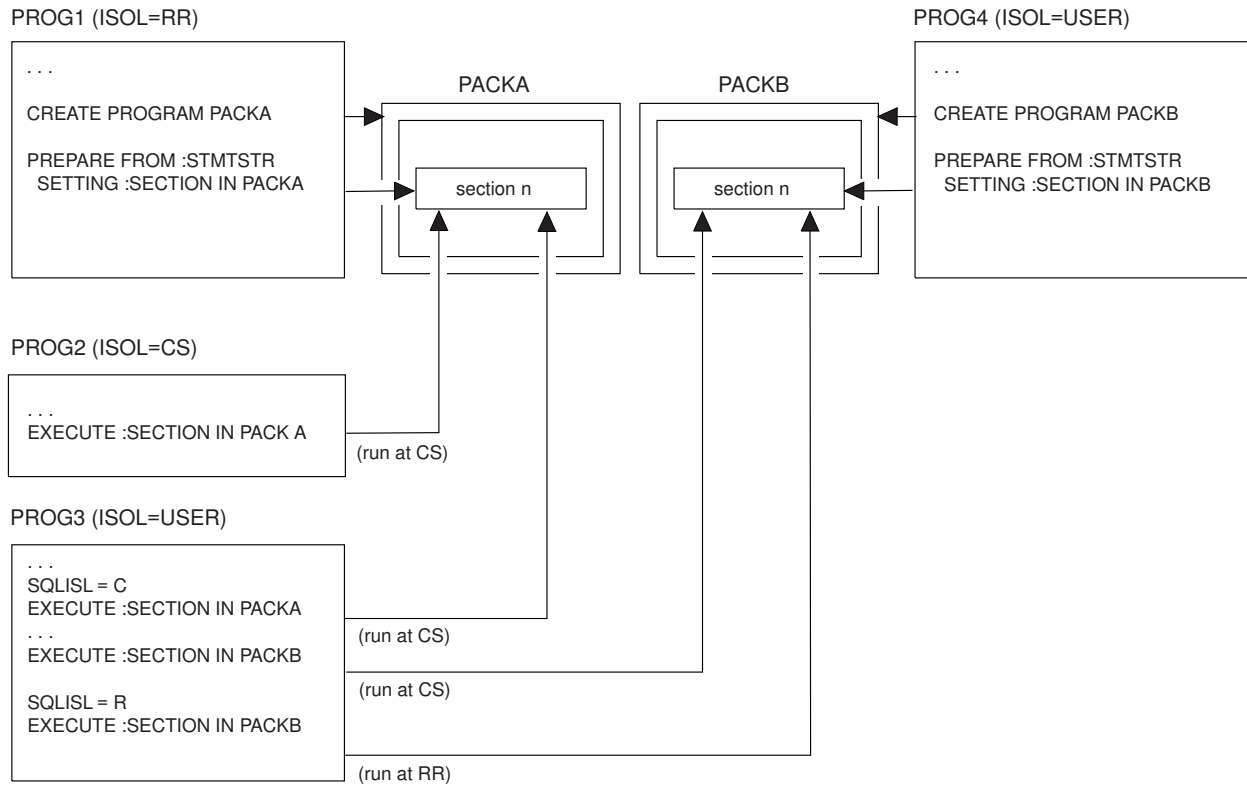 PROG1 (ISOL=RR)
. . .
CREATE PROGRAM PACKA
PREPARE FROM :STMTSTR
SETTING :SECTION IN PACKA
PACKA
section n
PACKB
section n
PROG4 (ISOL=USER)
. . .
CREATE PROGRAM PACKB
PREPARE FROM :STMTSTR
SETTING :SECTION IN PACKB
PROG2 (ISOL=CS)
. . .
EXECUTE :SECTION IN PACK A
(run at CS)
PROG3 (ISOL=USER)
. . .
SQLISL = C
EXECUTE :SECTION IN PACKA
. . .
EXECUTE :SECTION IN PACKB
SQLISL = R
EXECUTE :SECTION IN PACKB
(run at CS)
(run at CS)
(run at RR)